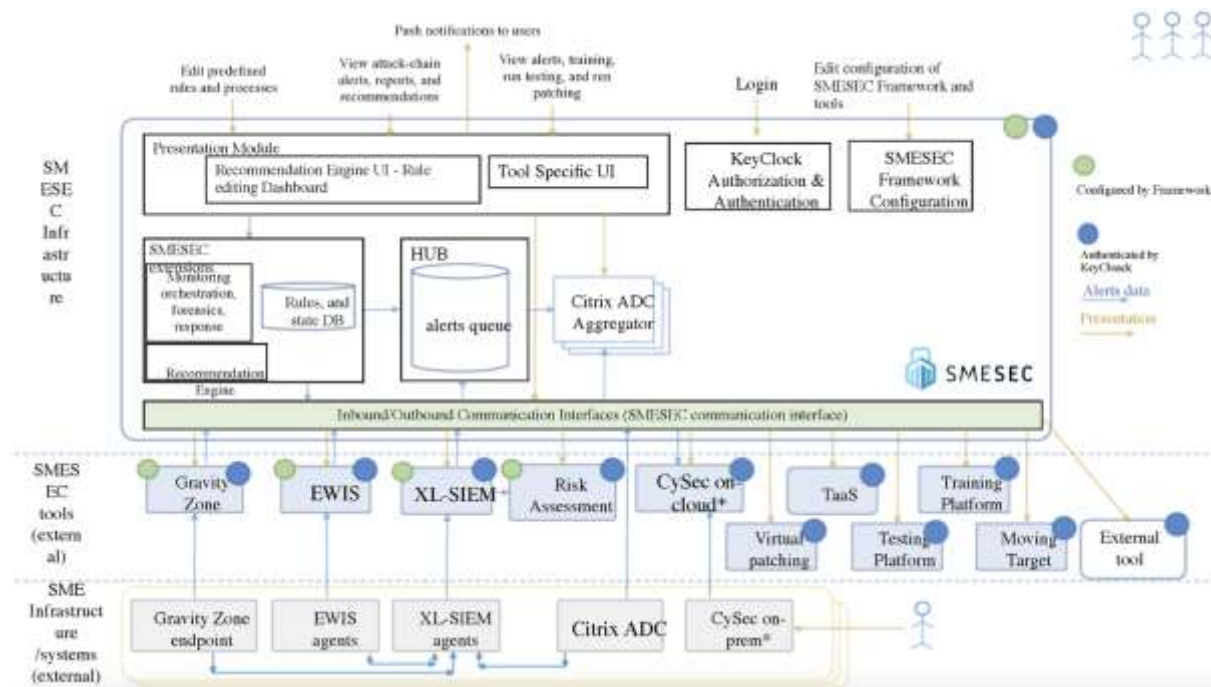 Push notifications to users
Edit predefined
rules and processes
View attack-chain
alerts, reports, and
recommendations
View alerts, training,
run testing, and run
patching
Login
Edit configuration of
SMESEC Framework and
tools
SM
ESE
C
Infr
astr
uctu
re
Presentation Module
Recommendation Engine UI - Rule
editing Dashboard
Tool Specific UI
KeyClock
Authorization &
Authentication
SMESEC
Framework
Configuration
Configured by Framework
Authenticated by
KeyCloack
Alerts data
Presentation
SMESEC
extensions
Monitoring
orchestration,
forensics,
response
Rules, and
state DB
Recommendation
Engine
HUB
alerts queue
Citrix ADC
Aggregator
SMESEC
Inbound/Outbound Communication Interfaces (SMESEC communication interface)
SMES
EC
tools
(extern
al)
Gravity
Zone
EWIS
XL-SIEM
Risk
Assessment
CySec on-
cloud*
TaaS
Training
Platform
Virtual
patching
Testing
Platform
Moving
Target
External
tool
SME
Infrastruct
ure
/systems
(external)
Gravity Zone
endpoint
EWIS
agents
XL-SIEM
agents
Citrix ADC
CySec on-
prem*